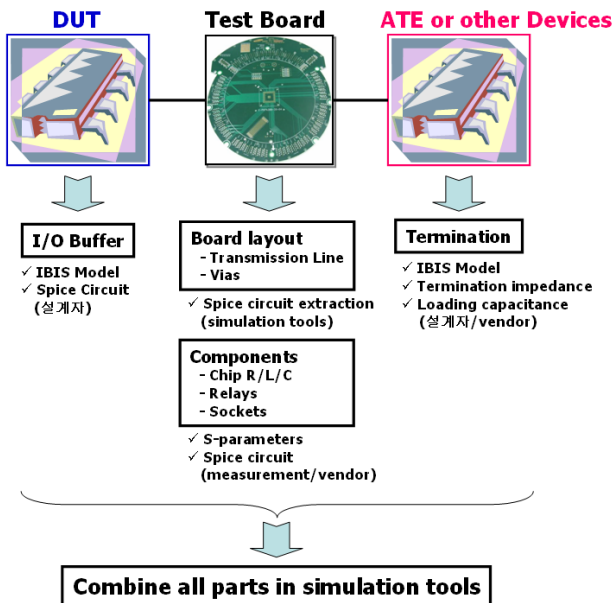 DUT
Test Board
ATE or other Devices
I/O Buffer
✓ IBIS Model
✓ Spice Circuit
(설계자)
Board layout
- Transmission Line
- Vias
✓ Spice circuit extraction
(simulation tools)
Components
- Chip R/L/C
- Relays
- Sockets
✓ S-parameters
✓ Spice circuit
(measurement/vendor)
Termination
✓ IBIS Model
✓ Termination impedance
✓ Loading capacitance
(설계자/vendor)
Combine all parts in simulation tools